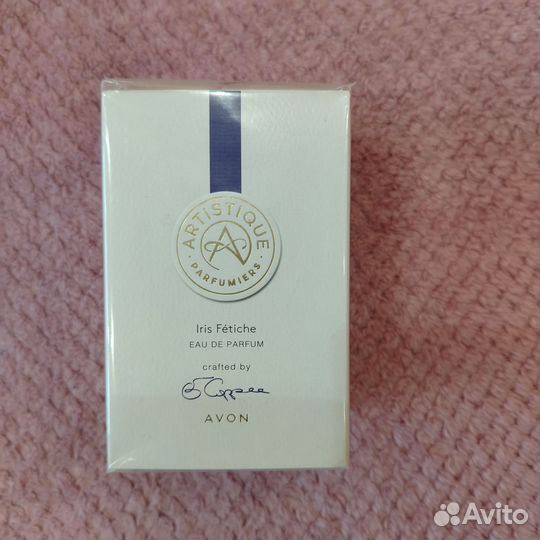 ARTISTIQUE
PARFUMIERS
Iris Fétiche
EAU DE PARFUM
crafted by
AVON
Avito